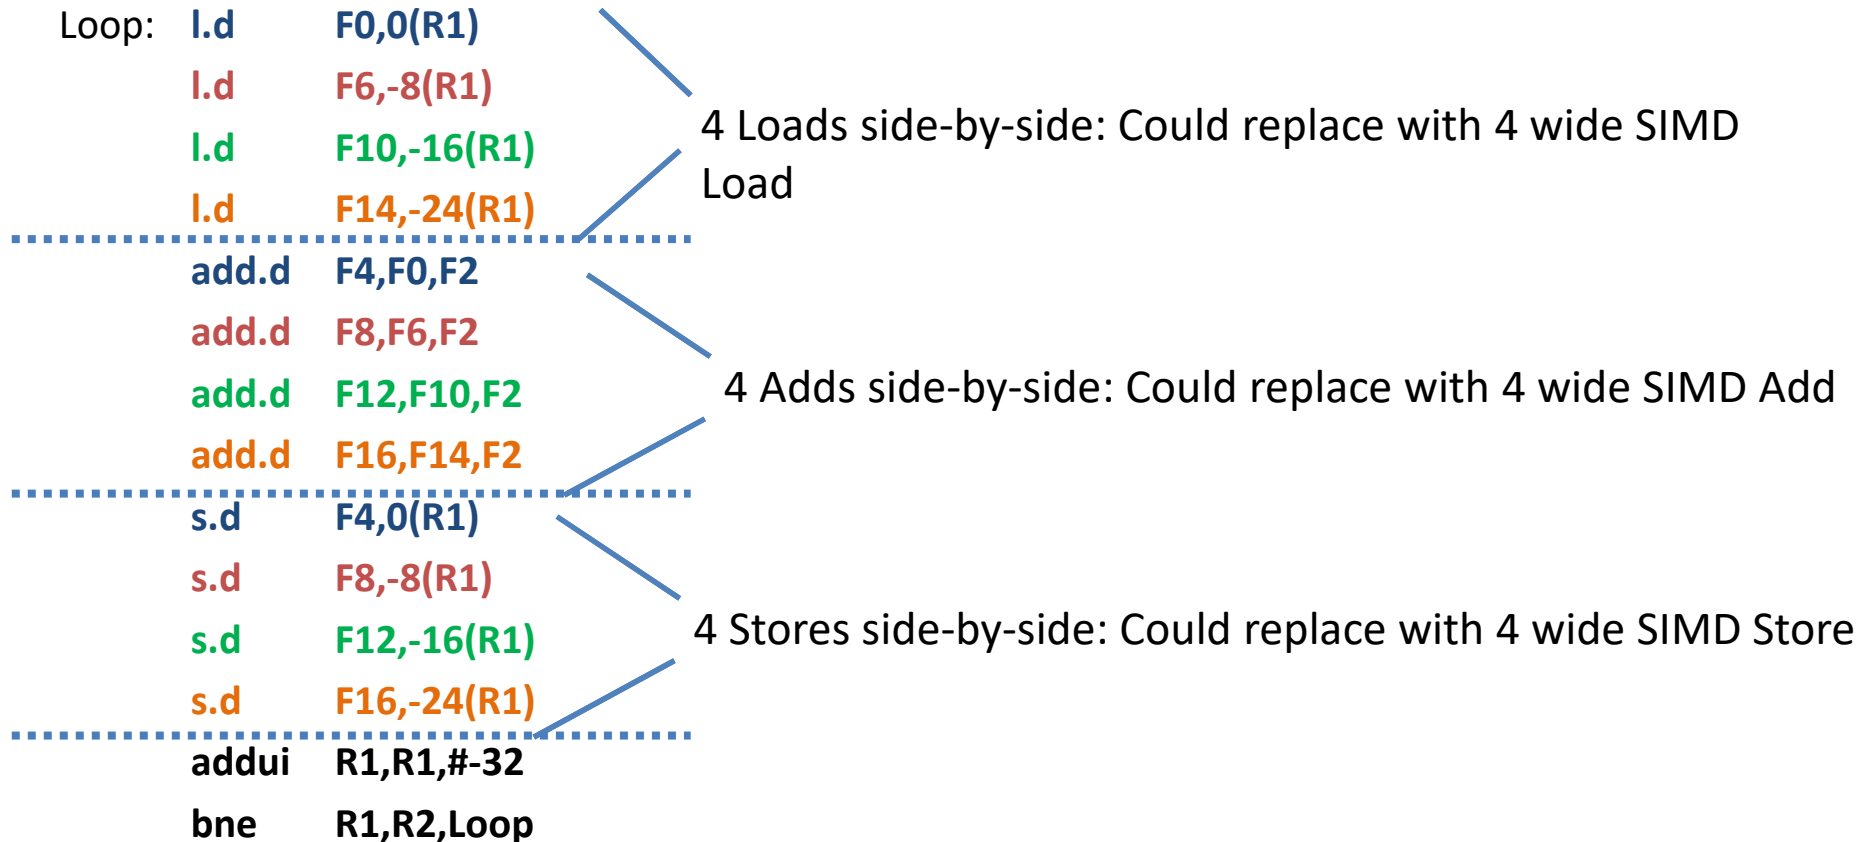 Loop: l.d F0,0(R1)
l.d F6,-8(R1)
l.d F10,-16(R1)
l.d F14,-24(R1)
4 Loads side-by-side: Could replace with 4 wide SIMD
Load
add.d F4,F0,F2
add.d F8,F6,F2
add.d F12,F10,F2
add.d F16,F14,F2
4 Adds side-by-side: Could replace with 4 wide SIMD Add
s.d F4,0(R1)
s.d F8,-8(R1)
s.d F12,-16(R1)
s.d F16,-24(R1)
4 Stores side-by-side: Could replace with 4 wide SIMD Store
addui R1,R1,#-32
bne R1,R2,Loop